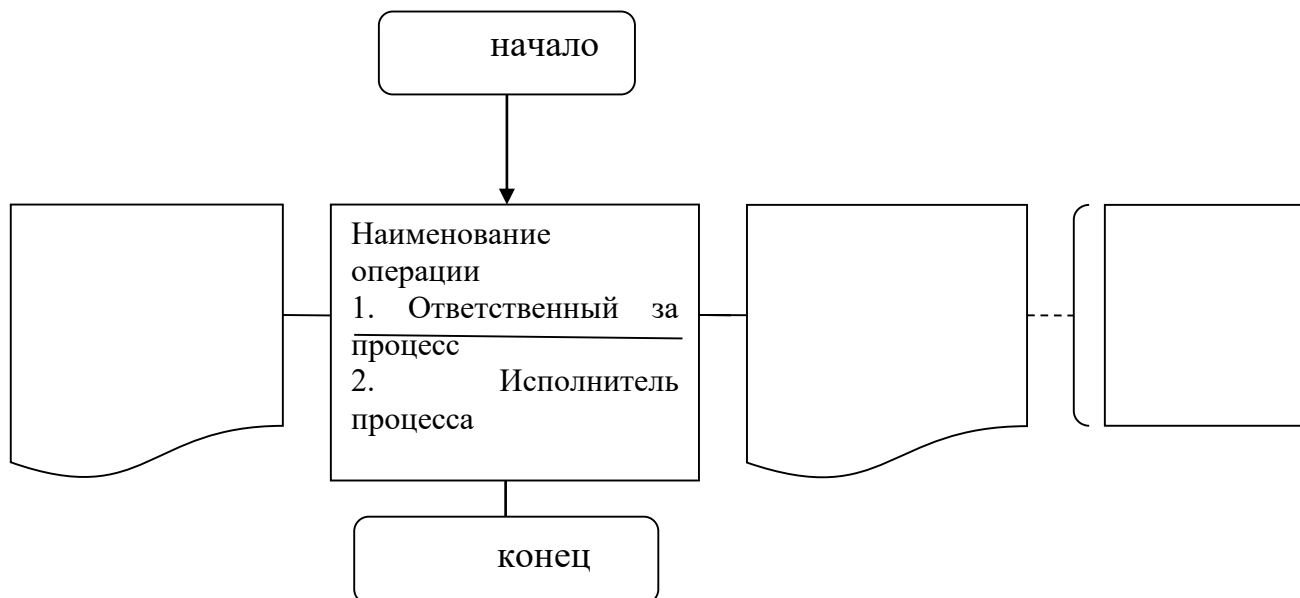 начало
Наименование
операции
1. Ответственный за
процесс
2. Исполнитель
процесса
конец